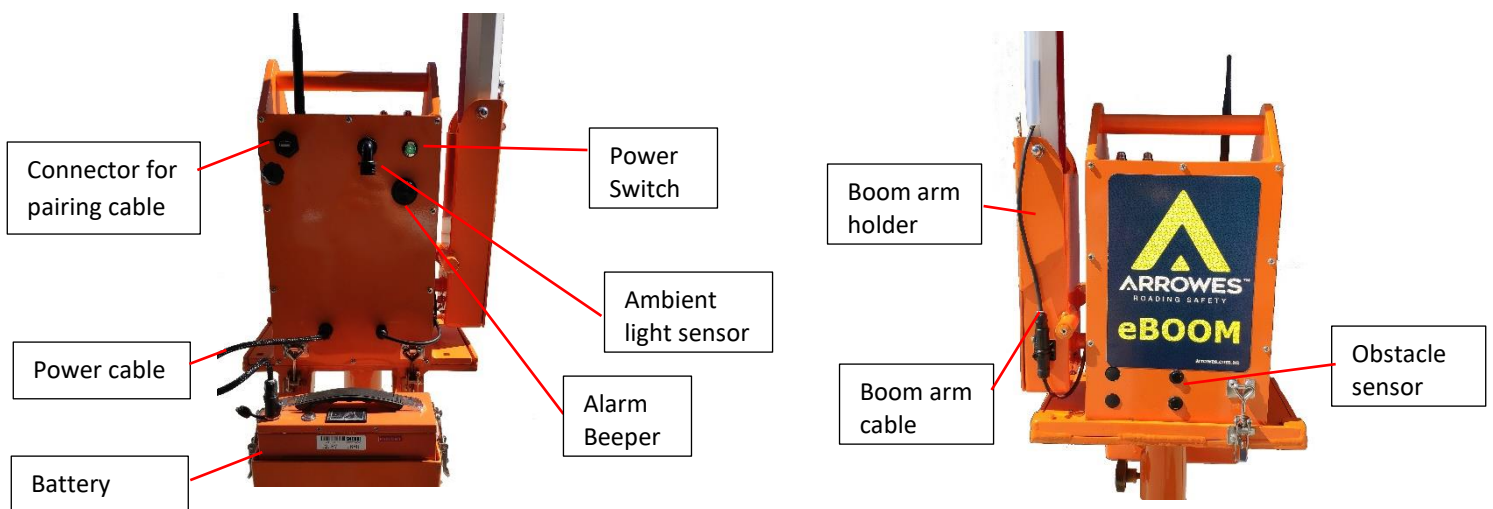 Connector for
pairing cable
Power cable
Battery
Power
Switch
Ambient
light sensor
Alarm
Beeper
Boom arm
holder
Boom arm
cable
ARROWES™
ROADING SAFETY
eBOOM
Obstacle
sensor